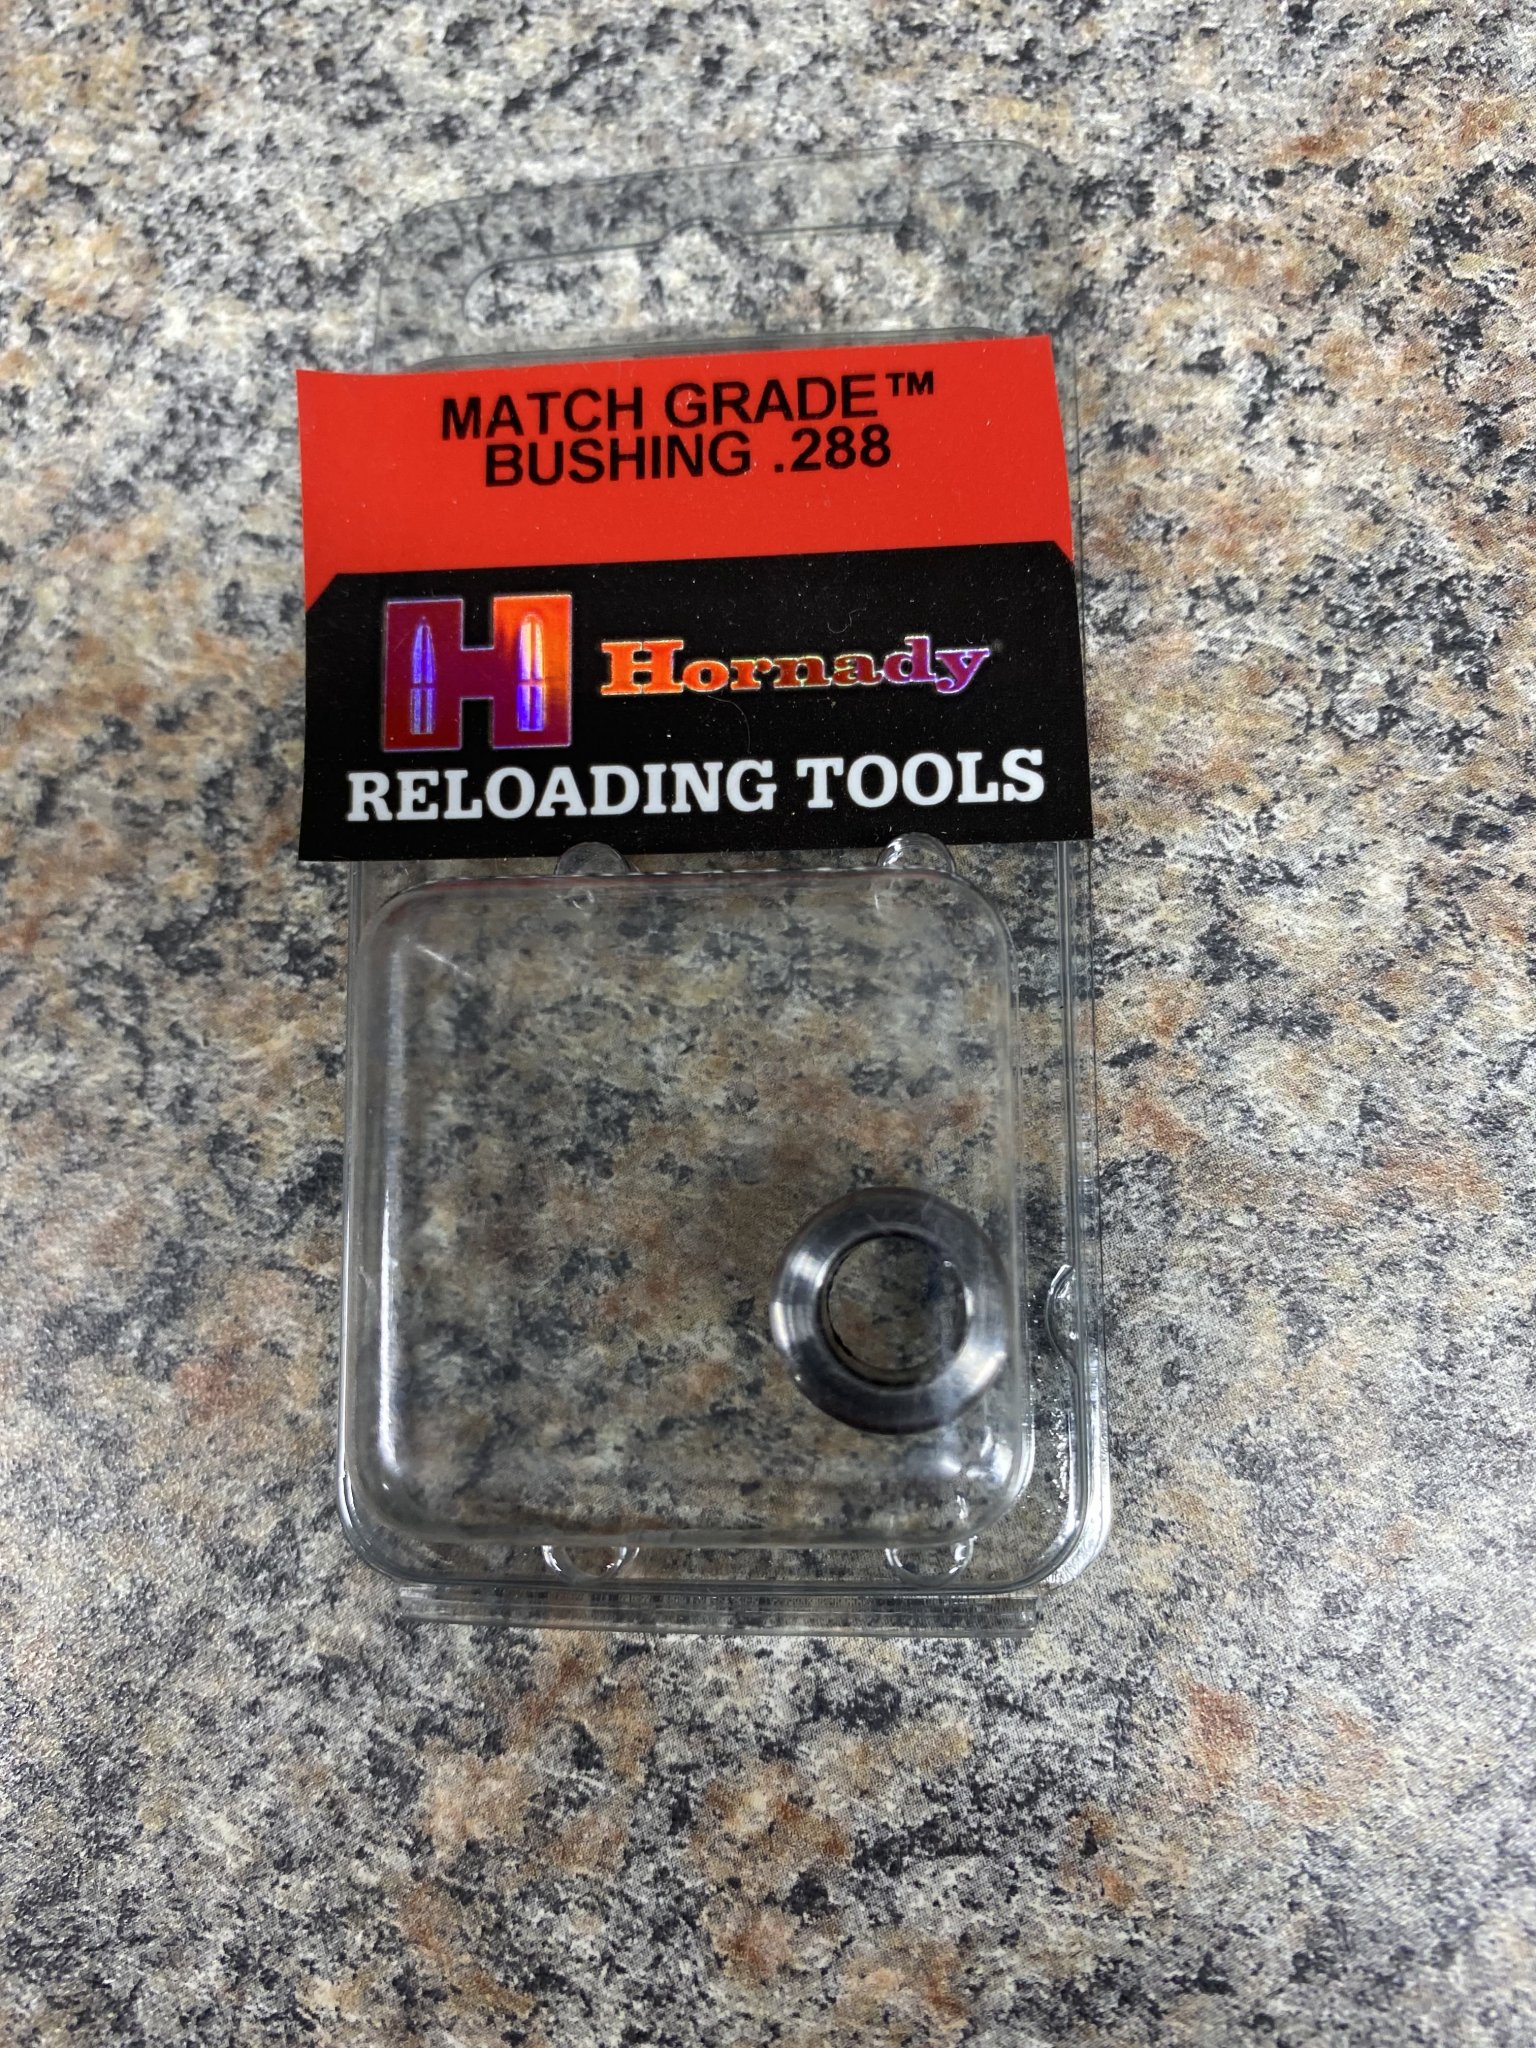 MATCH GRADE™
BUSHING .288
Hornady
RELOADING TOOLS